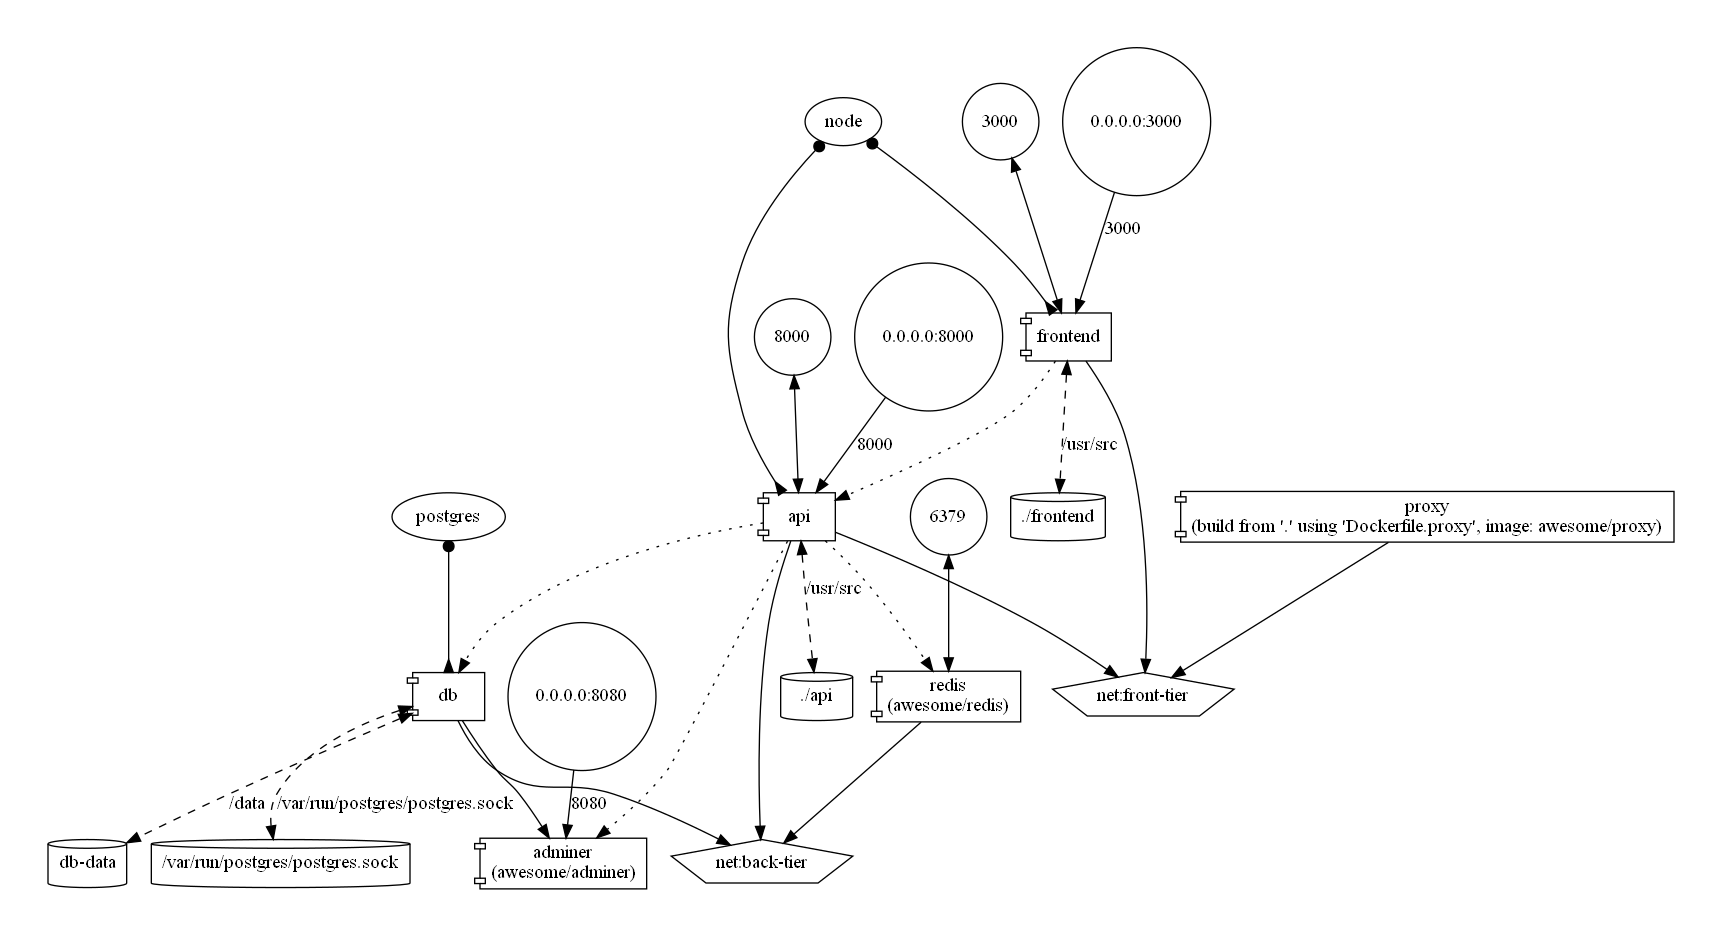 node
3000
0.0.0.0:3000
3000
8000
0.0.0.0:8000
frontend
8000
/usr/src
postgres
api
6379
./frontend
proxy
(build from '.' using 'Dockerfile.proxy', image: awesome/proxy)
/usr/src
db
0.0.0.0:8080
./api
redis
(awesome/redis)
net:front-tier
/data
/var/run/postgres/postgres.sock
8080
db-data
/var/run/postgres/postgres.sock
adminer
(awesome/adminer)
net:back-tier